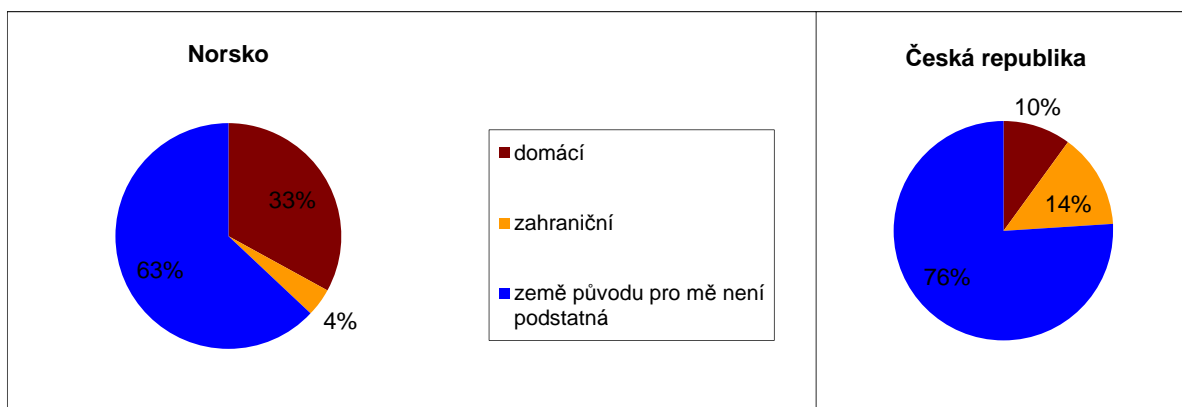 Norsko
33%
4%
63%
domácí
zahraniční
země původu pro mě není
podstatná
Česká republika
10%
14%
76%